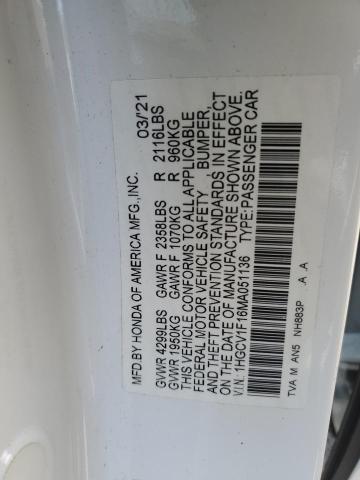 MFD.BY HONDA OF AMERICA MFG.,INC. 03/'21
GVWR 4299LBS GAWR F 2358LBS R 2116LBS
GVWR 1950KG GAWR F 1070KG R 960KG
THIS VEHICLE CONFORMS TO ALL APPLICABLE
FEDERAL MOTOR VEHICLE SAFETY, BUMPER,
AND THEFT PREVENTION STANDARDS IN EFFECT
ON THE DATE OF MANUFACTURE SHOWN ABOVE.
V.I.N.:1HGCV1F16MA051136 TYPE:PASSENGER CAR
TVA M AN5 NH883P .A .A